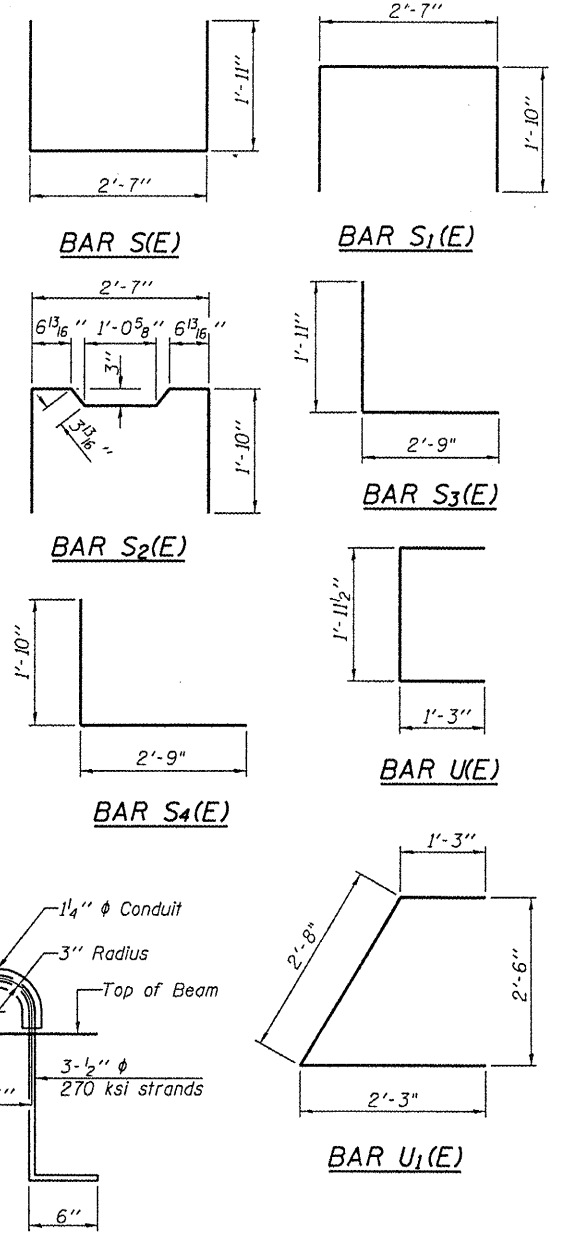 1'-11"
2'-7"
BAR S(E)
2'-7"
1'-10"
BAR S1(E)
2'-7"
6 13/16" 1'-0 5/8" 6 13/16"
3"
3 13/16"
1'-10"
BAR S2(E)
1'-11"
2'-9"
BAR S3(E)
1'-10"
2'-9"
BAR S4(E)
1'-11 1/2"
1'-3"
BAR U(E)
1 1/4" φ Conduit
3" Radius
Top of Beam
3-1/2" φ
270 ksi strands
6"
1'-3"
2'-8"
2'-6"
2'-3"
BAR U1(E)